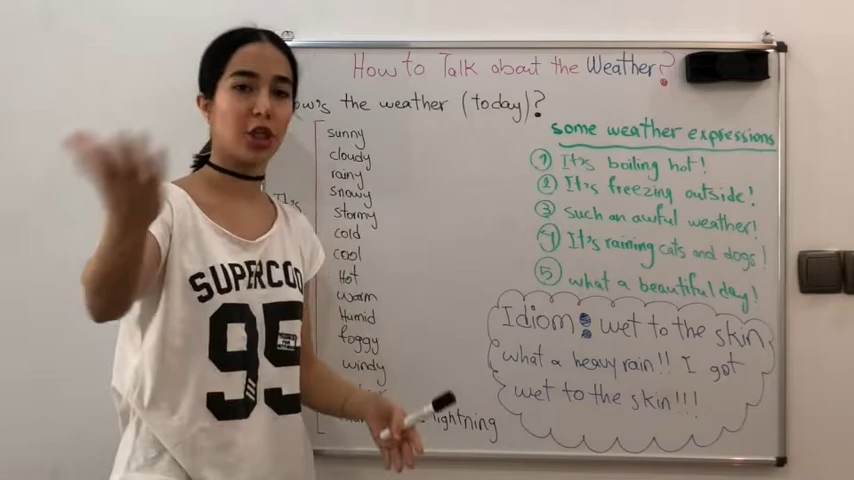 How to Talk about the Weather?
the weather (today)?
sunny
cloudy
rainy
snowy
stormy
cold
cool
Hot
warm
Humid
foggy
windy
lightning
some weather expressions
① It's boiling hot!
② It's freezing outside!
③ such an awful weather!
④ It's raining cats and dogs!
⑤ what a beautiful day!
Idiom: wet to the skin
what a heavy rain!! I got
wet to the skin!!!
SUPERCOOL
96
95